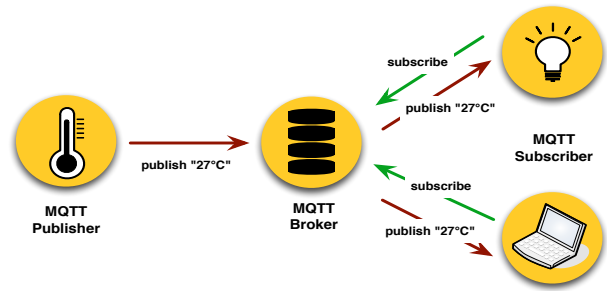 subscribe
publish "27°C"
MQTT
Subscriber
publish "27°C"
MQTT
Publisher
MQTT
Broker
subscribe
publish "27°C"